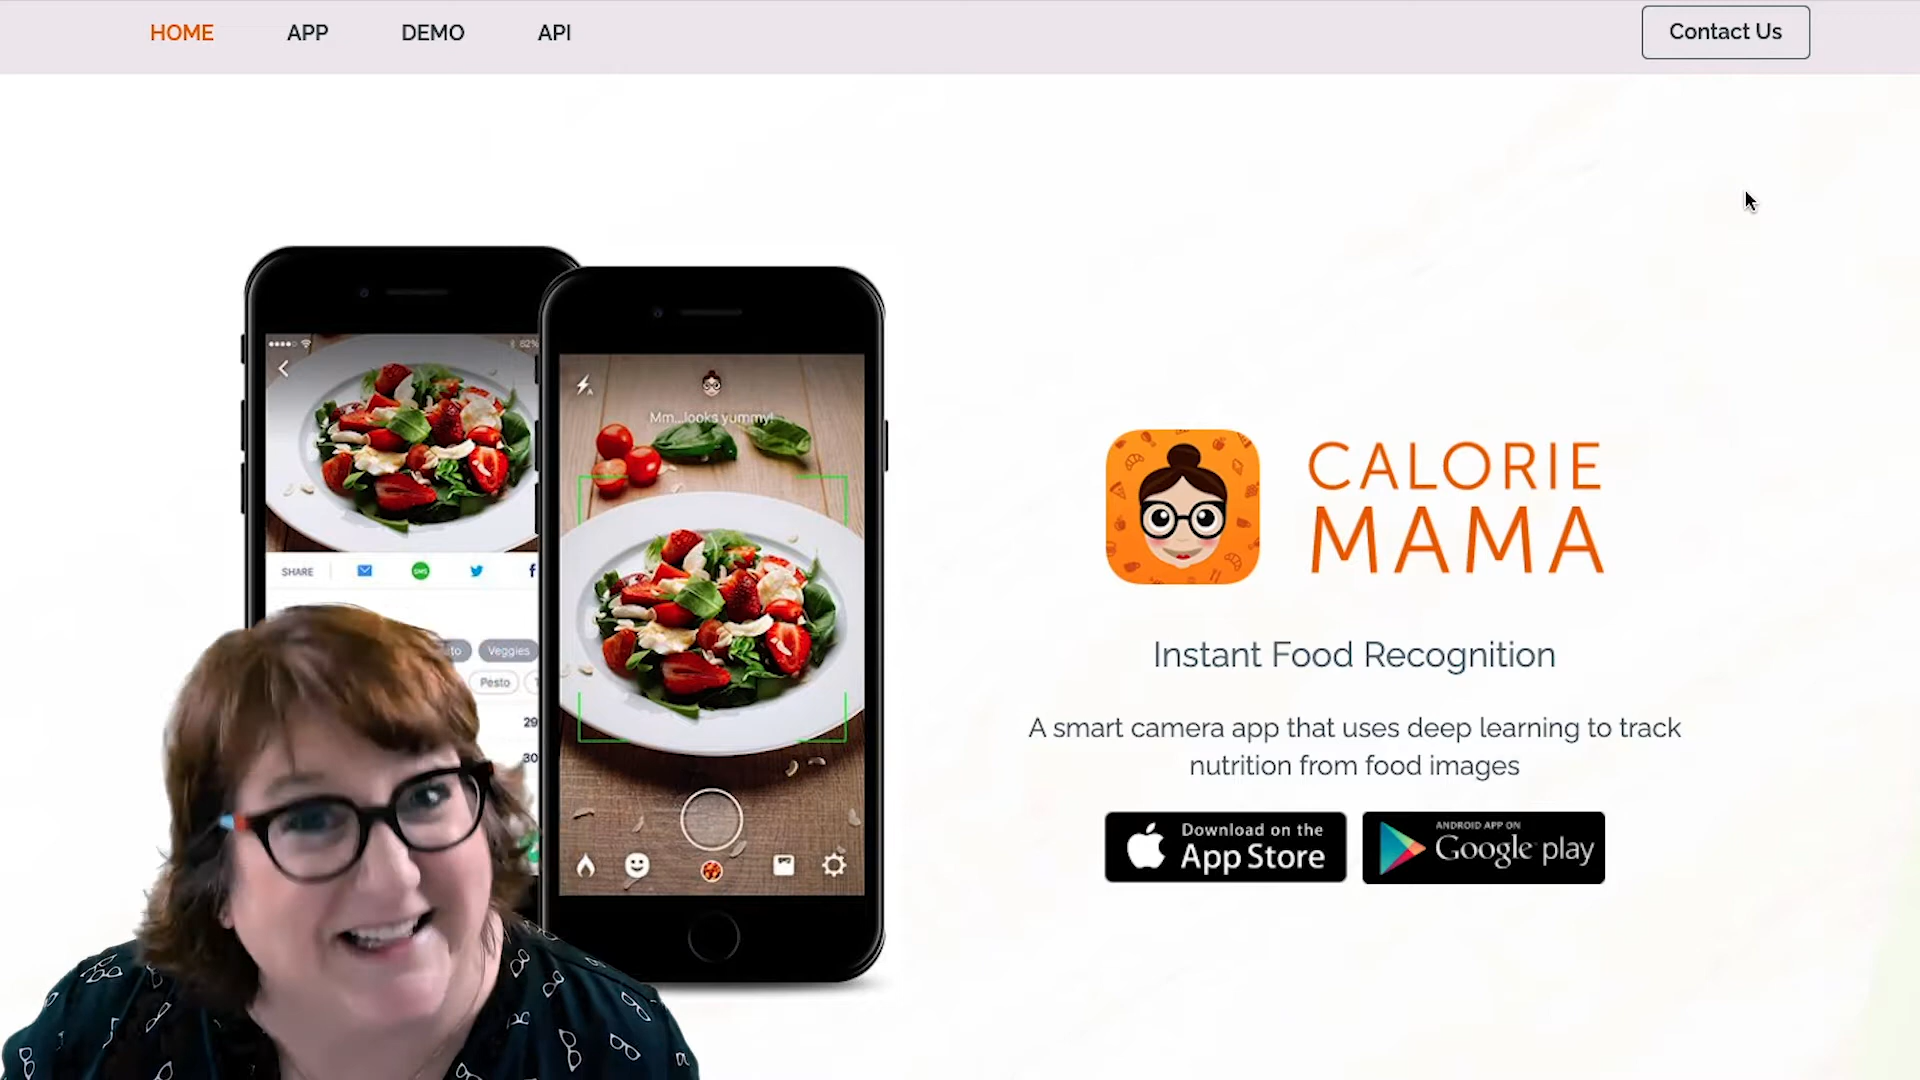 HOME
APP
DEMO
API
Contact Us
82%
Mm...looks yummy!
SHARE
SMS
Veggies
Pesto
CALORIE
MAMA
Instant Food Recognition
A smart camera app that uses deep learning to track
nutrition from food images
Download on the
App Store
ANDROID APP ON
Google play